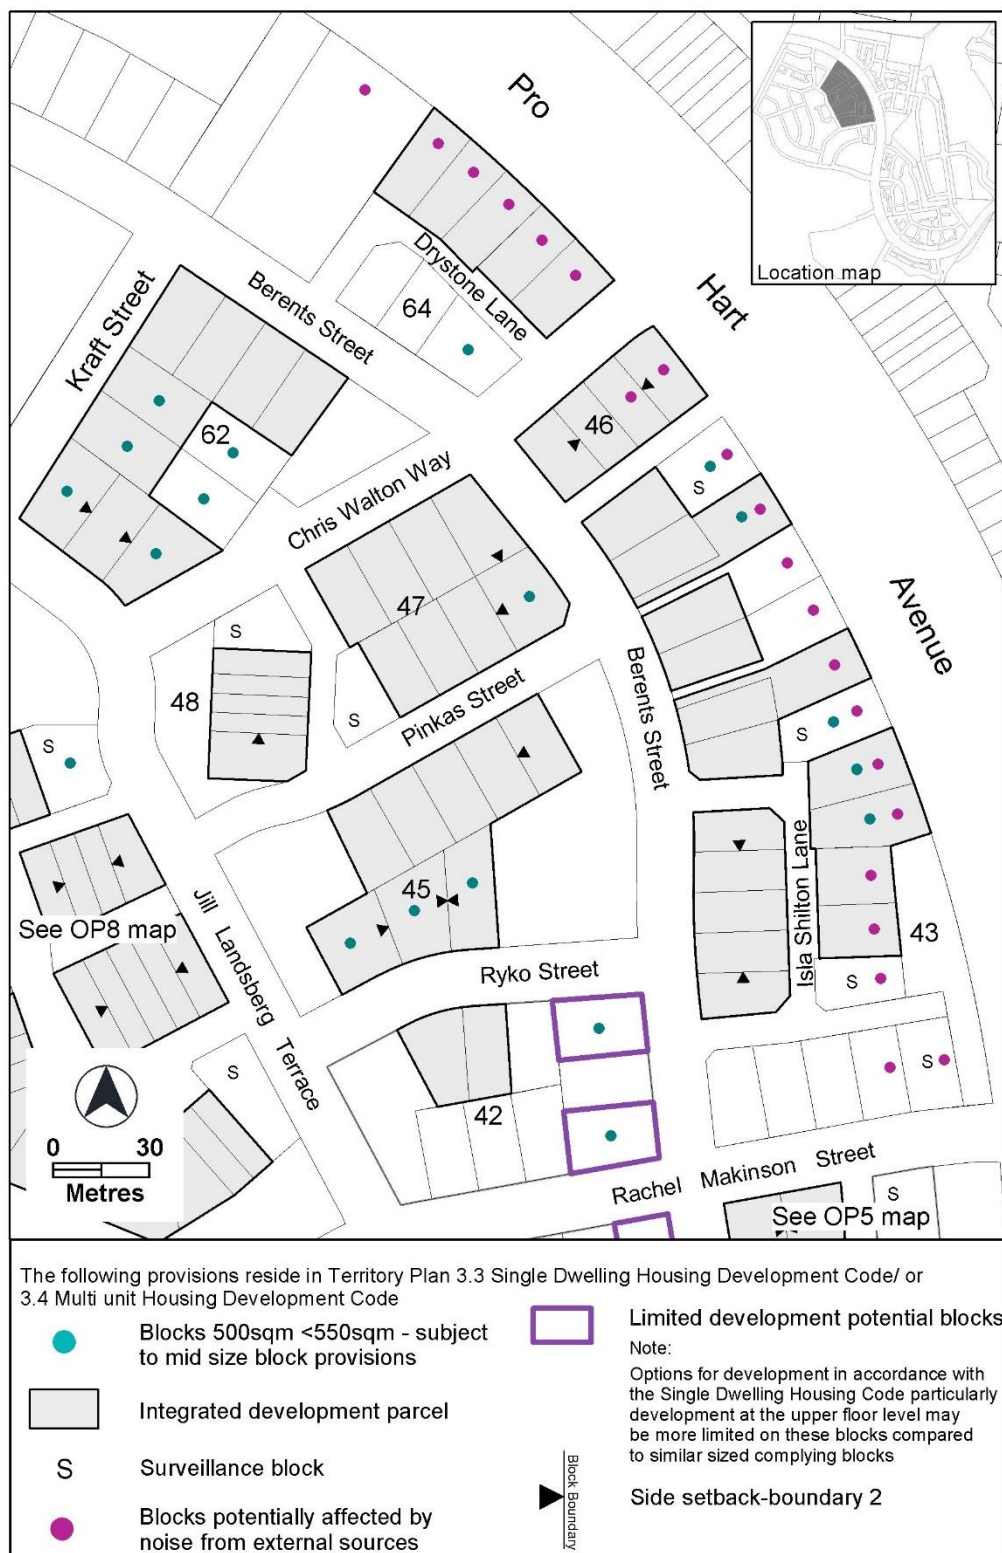 Pro
Hart
Avenue
Location map
Drystone Lane
64
Berents Street
Kraft Street
62
46
S
Chris Walton Way
47
S
48
S
Pinkas Street
Berents Street
S
S
Isla Shilton Lane
45
43
See OP8 map
Jill Landsberg Terrace
Ryko Street
S
S
S
42
0 30
Metres
Rachel Makinson Street
S
See OP5 map
The following provisions reside in Territory Plan 3.3 Single Dwelling Housing Development Code/ or
3.4 Multi unit Housing Development Code
Blocks 500sqm <550sqm - subject
to mid size block provisions
Integrated development parcel
S Surveillance block
Blocks potentially affected by
noise from external sources
Limited development potential blocks
Note:
Options for development in accordance with
the Single Dwelling Housing Code particularly
development at the upper floor level may
be more limited on these blocks compared
to similar sized complying blocks
Block Boundary
Side setback-boundary 2